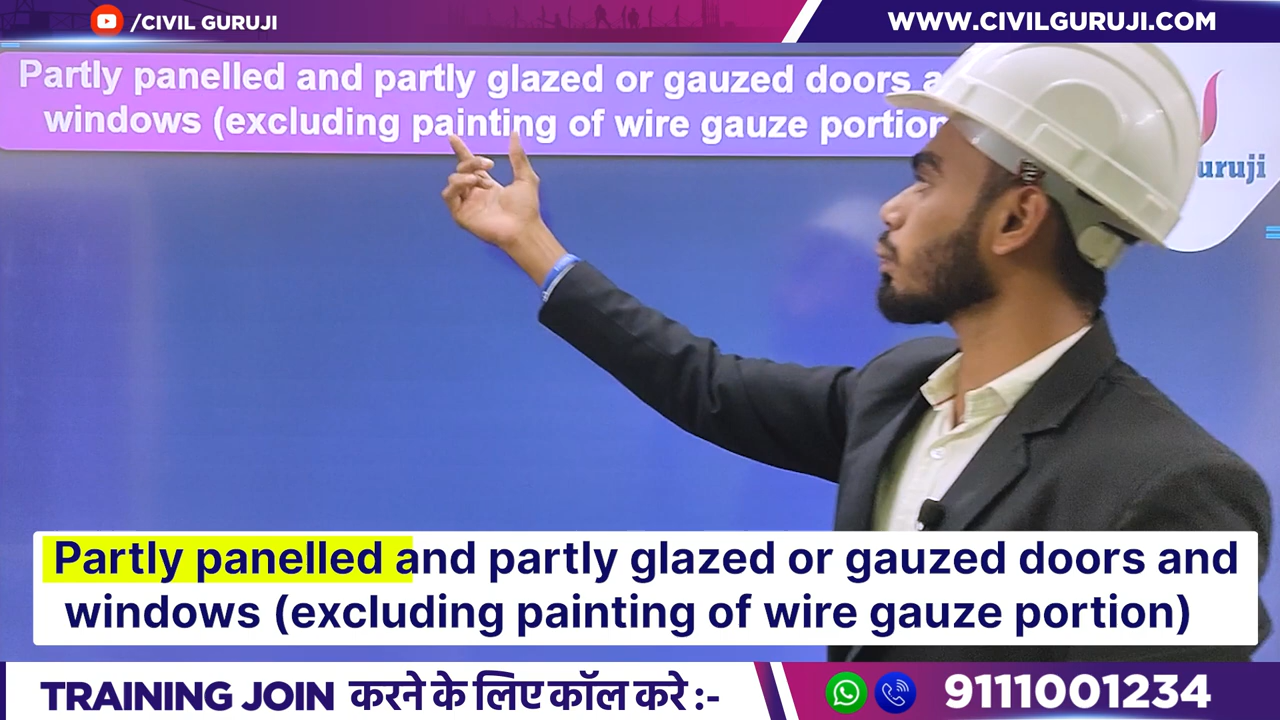 /CIVIL GURUJI
WWW.CIVILGURUJI.COM
Partly panelled and partly glazed or gauzed doors a
windows (excluding painting of wire gauze portion
uruji
Partly panelled and partly glazed or gauzed doors and
windows (excluding painting of wire gauze portion)
TRAINING JOIN करने के लिए कॉल करे :-
9111001234